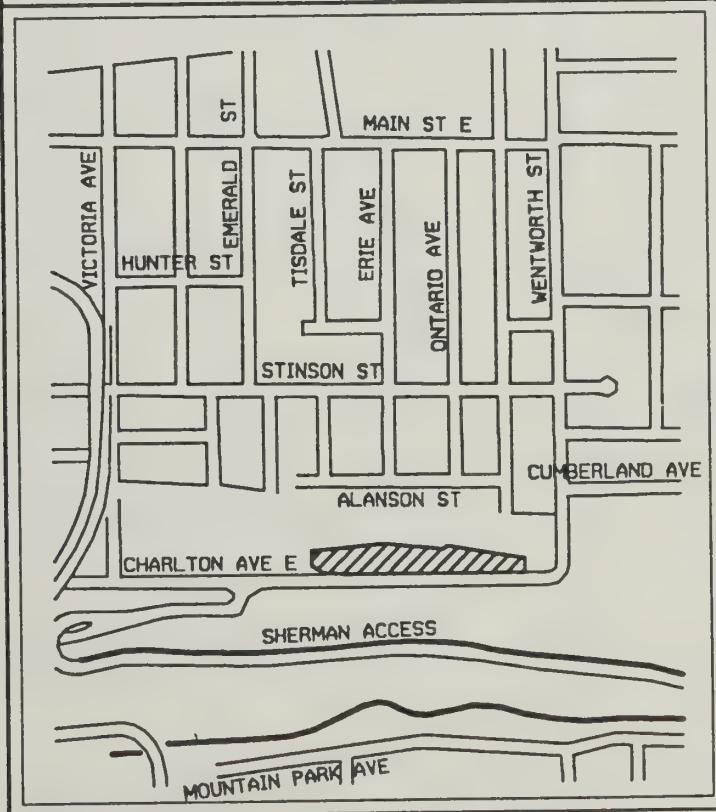 MAIN ST E
VICTORIA AVE
EMERALD ST
TISDALE ST
ERIE AVE
ONTARIO AVE
WENTWORTH ST
HUNTER ST
STINSON ST
CUMBERLAND AVE
ALANSON ST
CHARLTON AVE E
SHERMAN ACCESS
MOUNTAIN PARK AVE